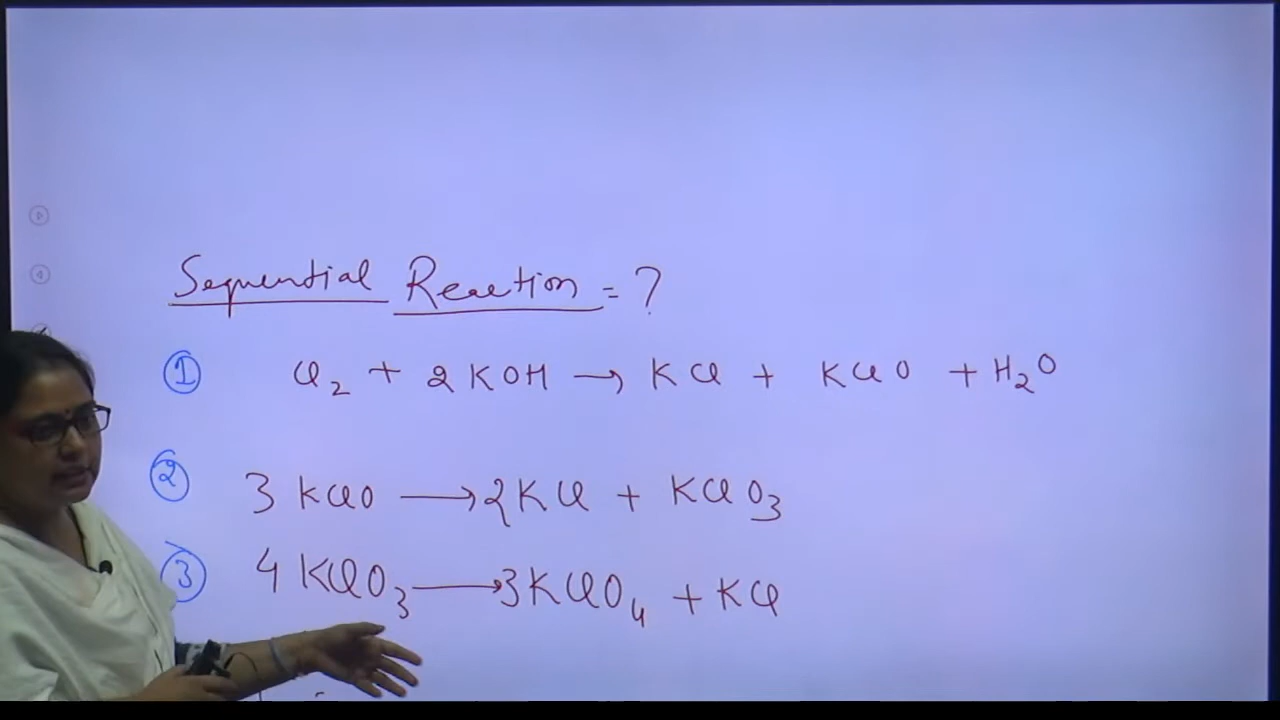 Sequential Reaction = ?
① Cl₂ + 2KOH → KCl + KClO + H₂O
② 3KClO → 2KCl + KClO₃
③ 4KClO₃ → 3KClO₄ + KCl